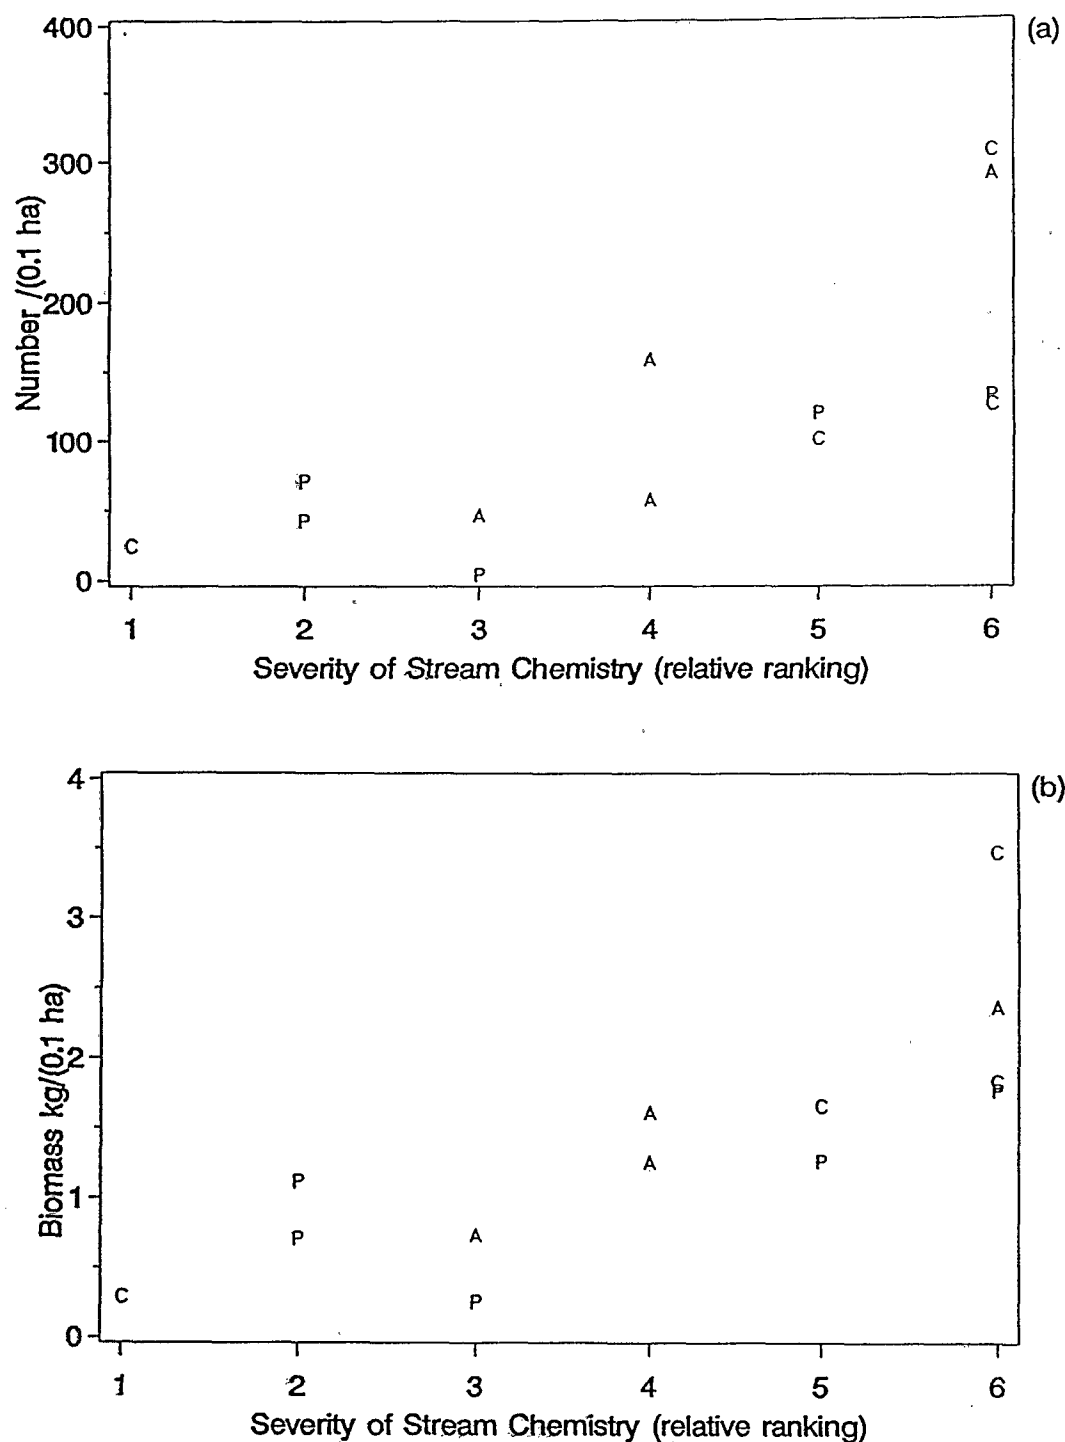 (a)
400
300
200
100
0
Number /(0.1 ha)
C
A
P
C
A
P
C
A
P
P
A
C
P
1 2 3 4 5 6
Severity of Stream Chemistry (relative ranking)
(b)
4
3
2
1
0
Biomass kg/(0.1 ha)
C
A
C
P
A
C
A
P
P
P
A
C
P
1 2 3 4 5 6
Severity of Stream Chemistry (relative ranking)